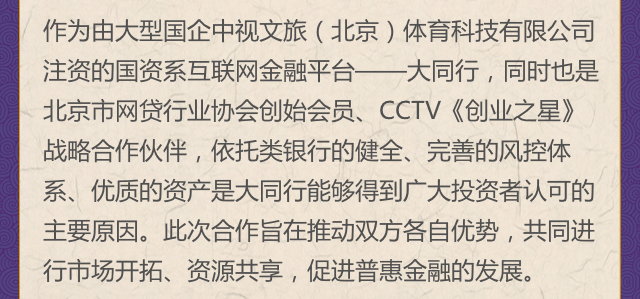 作为由大型国企中视文旅（北京）体育科技有限公司
注资的国资系互联网金融平台——大同行，同时也是
北京市网贷行业协会创始会员、CCTV《创业之星》
战略合作伙伴，依托类银行的健全、完善的风控体
系、优质的资产是大同行能够得到广大投资者认可的
主要原因。此次合作旨在推动双方各自优势，共同进
行市场开拓、资源共享，促进普惠金融的发展。